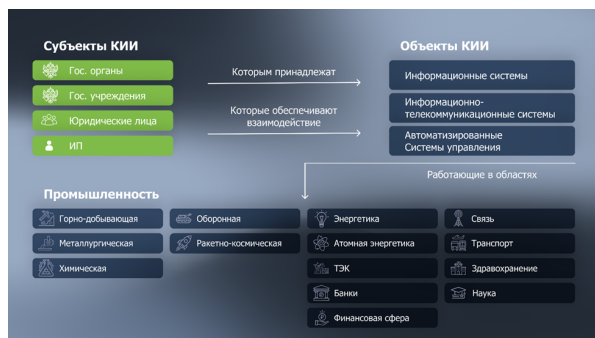 Субъекты КИИ
Гос. органы
Гос. учреждения
Юридические лица
ИП
Которым принадлежат
Которые обеспечивают
взаимодействие
Объекты КИИ
Информационные системы
Информационно-
телекоммуникационные системы
Автоматизированные
Системы управления
Работающие в областях
Промышленность
Горно-добывающая
Металлургическая
Химическая
Оборонная
Ракетно-космическая
Энергетика
Атомная энергетика
ТЭК
Банки
Финансовая сфера
Связь
Транспорт
Здравохранение
Наука